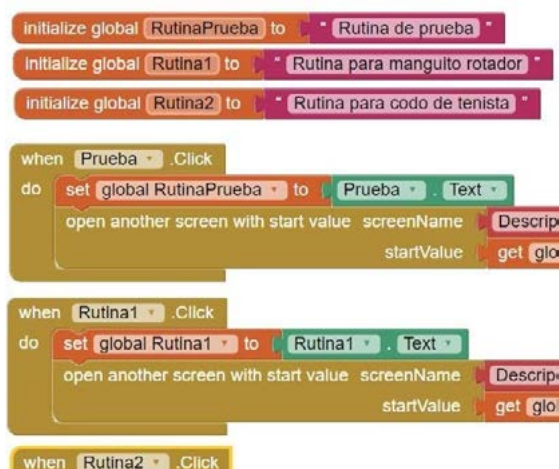 initialize global RutinaPrueba to " Rutina de prueba "
initialize global Rutina1 to " Rutina para manguito rotador "
initialize global Rutina2 to " Rutina para codo de tenista "
when Prueba .Click
do set global RutinaPrueba to Prueba . Text
open another screen with start value screenName
startValue get
when Rutina1 .Click
do set global Rutina1 to Rutina1 . Text
open another screen with start value screenName
startValue get
when Rutina2 .Click